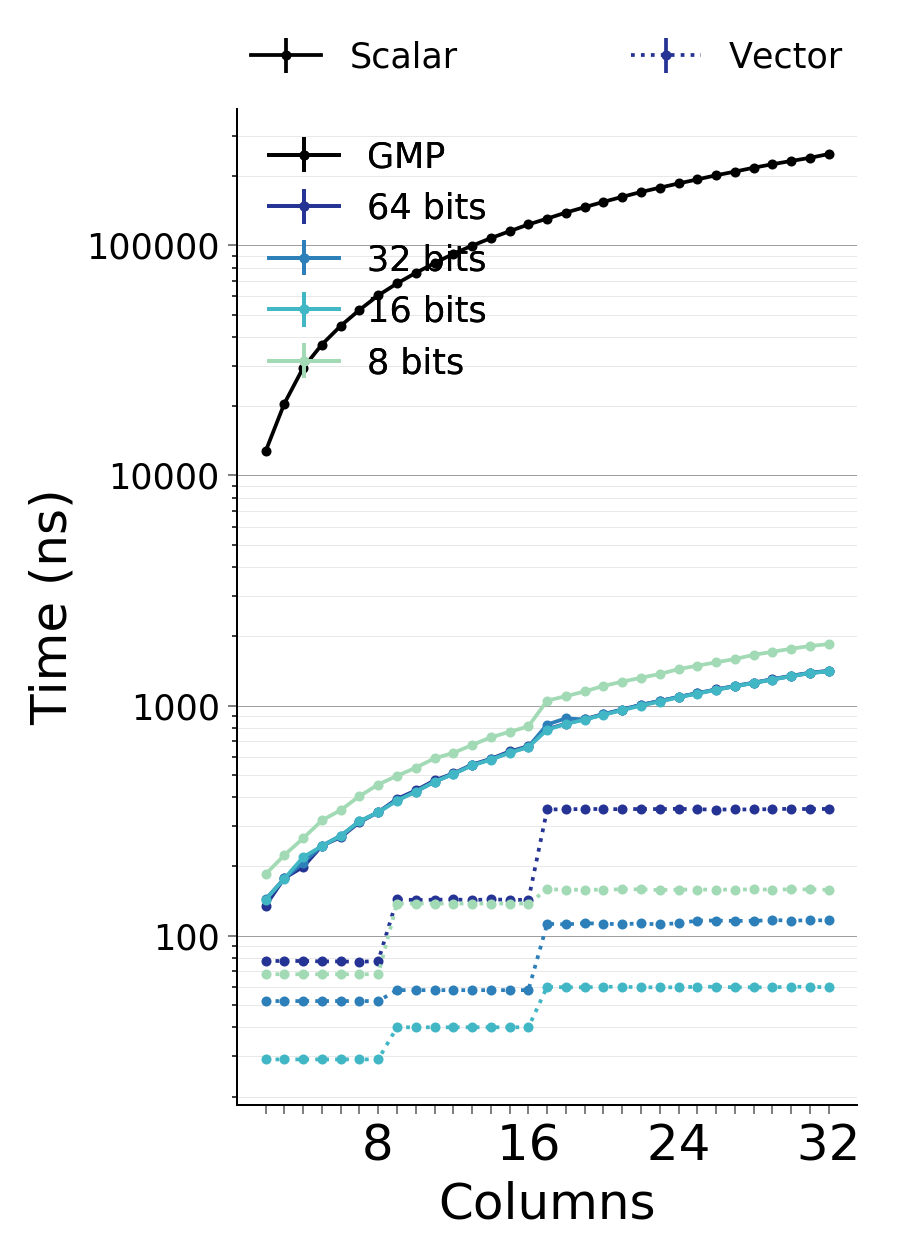 Scalar
Vector
GMP
64 bits
32 bits
16 bits
8 bits
100000
10000
1000
100
Time (ns)
8 16 24 32
Columns